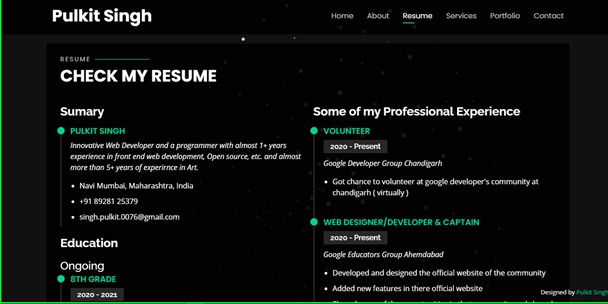 Pulkit Singh
Home About Resume Services Portfolio Contact
RESUME
CHECK MY RESUME
Sumary
PULKIT SINGH
Innovative Web Developer and a programmer with almost 1+ years
experience in front end web development, Open source, etc. and almost
more than 5+ years of experience in Art.
Navi Mumbai, Maharashtra, India
+91 89281 25379
singh.pulkit.0076@gmail.com
Education
Ongoing
8TH GRADE
2020 - 2021
Some of my Professional Experience
VOLUNTEER
2020 - Present
Google Developer Group Chandigarh
Got chance to volunteer at google developer's community at
chandigarh ( virtually )
WEB DESIGNER/DEVELOPER & CAPTAIN
2020 - Present
Google Educators Group Ahemdabad
Developed and designed the official website of the community
Added new features in there official website
Designed by Pulkit Singh